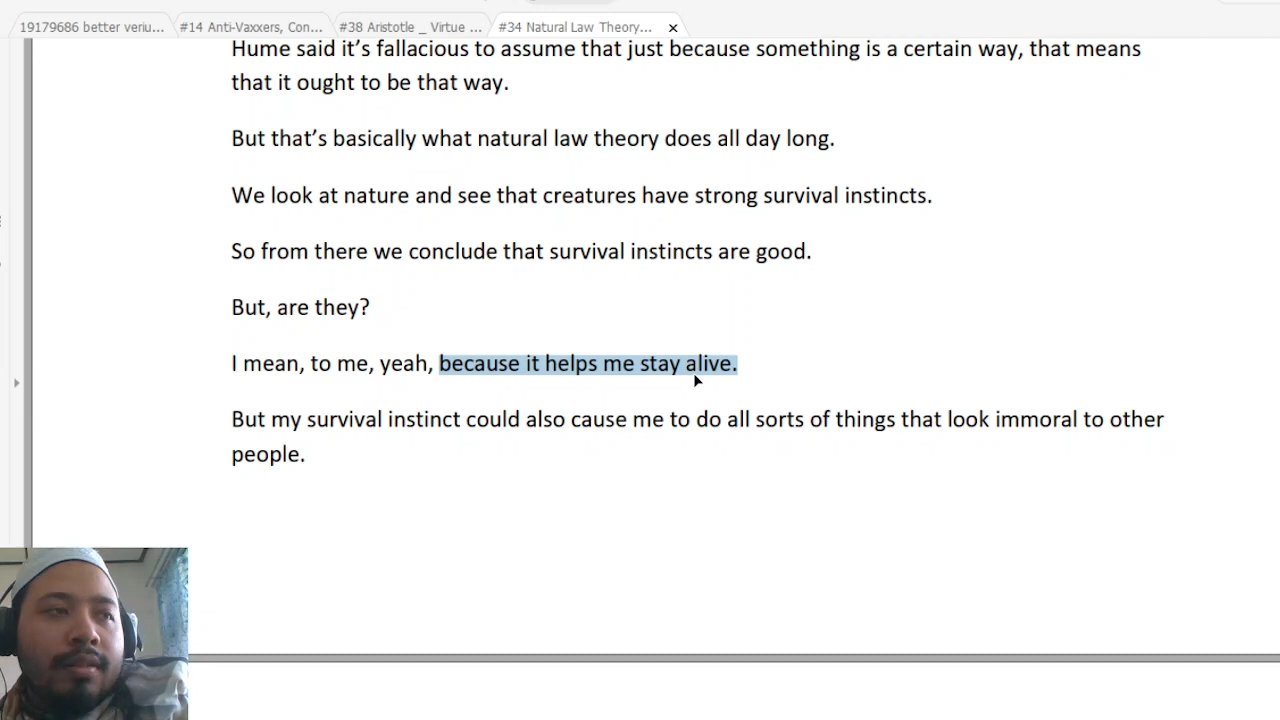 19179686 better veriu...
#14 Anti-Vaxxers, Con...
#38 Aristotle _ Virtue ...
#34 Natural Law Theory...
Hume said it’s fallacious to assume that just because something is a certain way, that means
that it ought to be that way.
But that’s basically what natural law theory does all day long.
We look at nature and see that creatures have strong survival instincts.
So from there we conclude that survival instincts are good.
But, are they?
I mean, to me, yeah, because it helps me stay alive.
But my survival instinct could also cause me to do all sorts of things that look immoral to other
people.